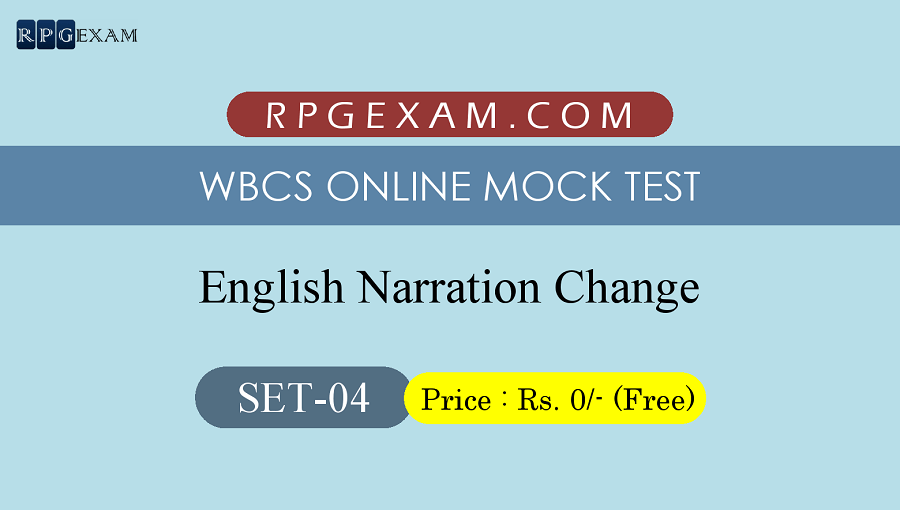 RPGEXAM
RPGEXAM.COM
WBCS ONLINE MOCK TEST
English Narration Change
SET-04
Price : Rs. 0/- (Free)